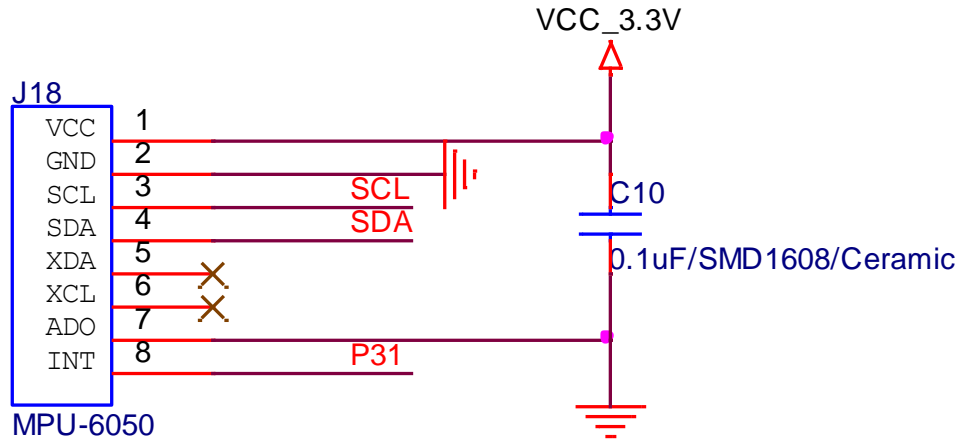 VCC_3.3V
J18
VCC 1
GND 2
SCL 3 SCL
SDA 4 SDA
XDA 5
XCL 6
ADO 7
INT 8 P31
C10
0.1uF/SMD1608/Ceramic
MPU-6050